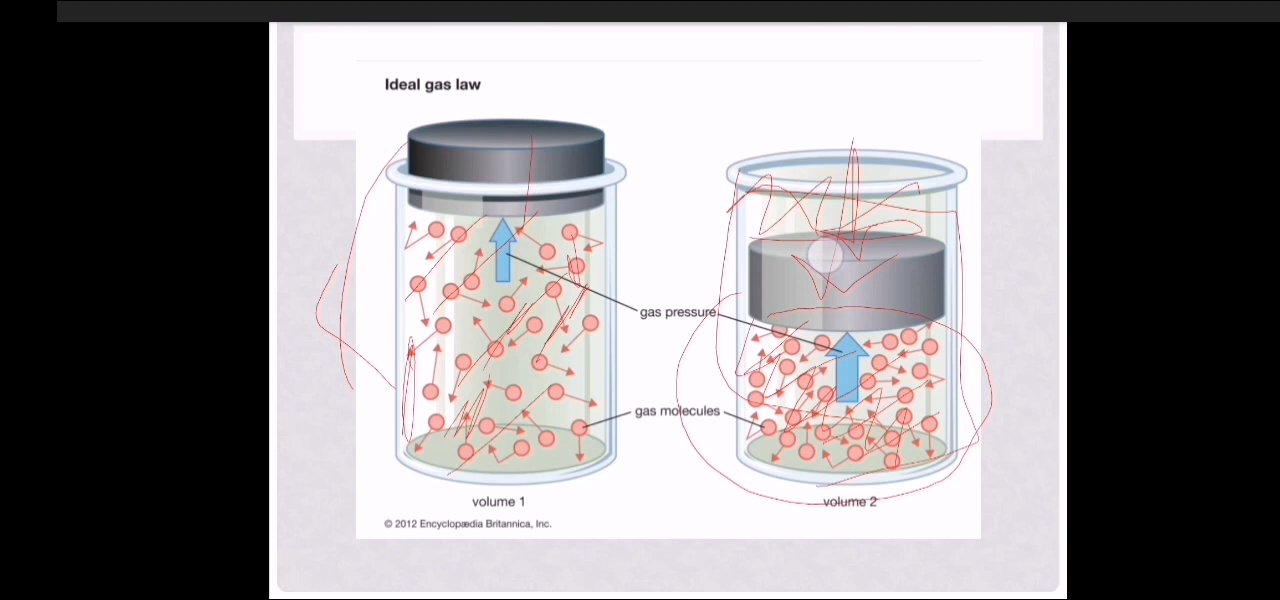 Ideal gas law
gas pressure
gas molecules
volume 1
volume 2
© 2012 Encyclopædia Britannica, Inc.